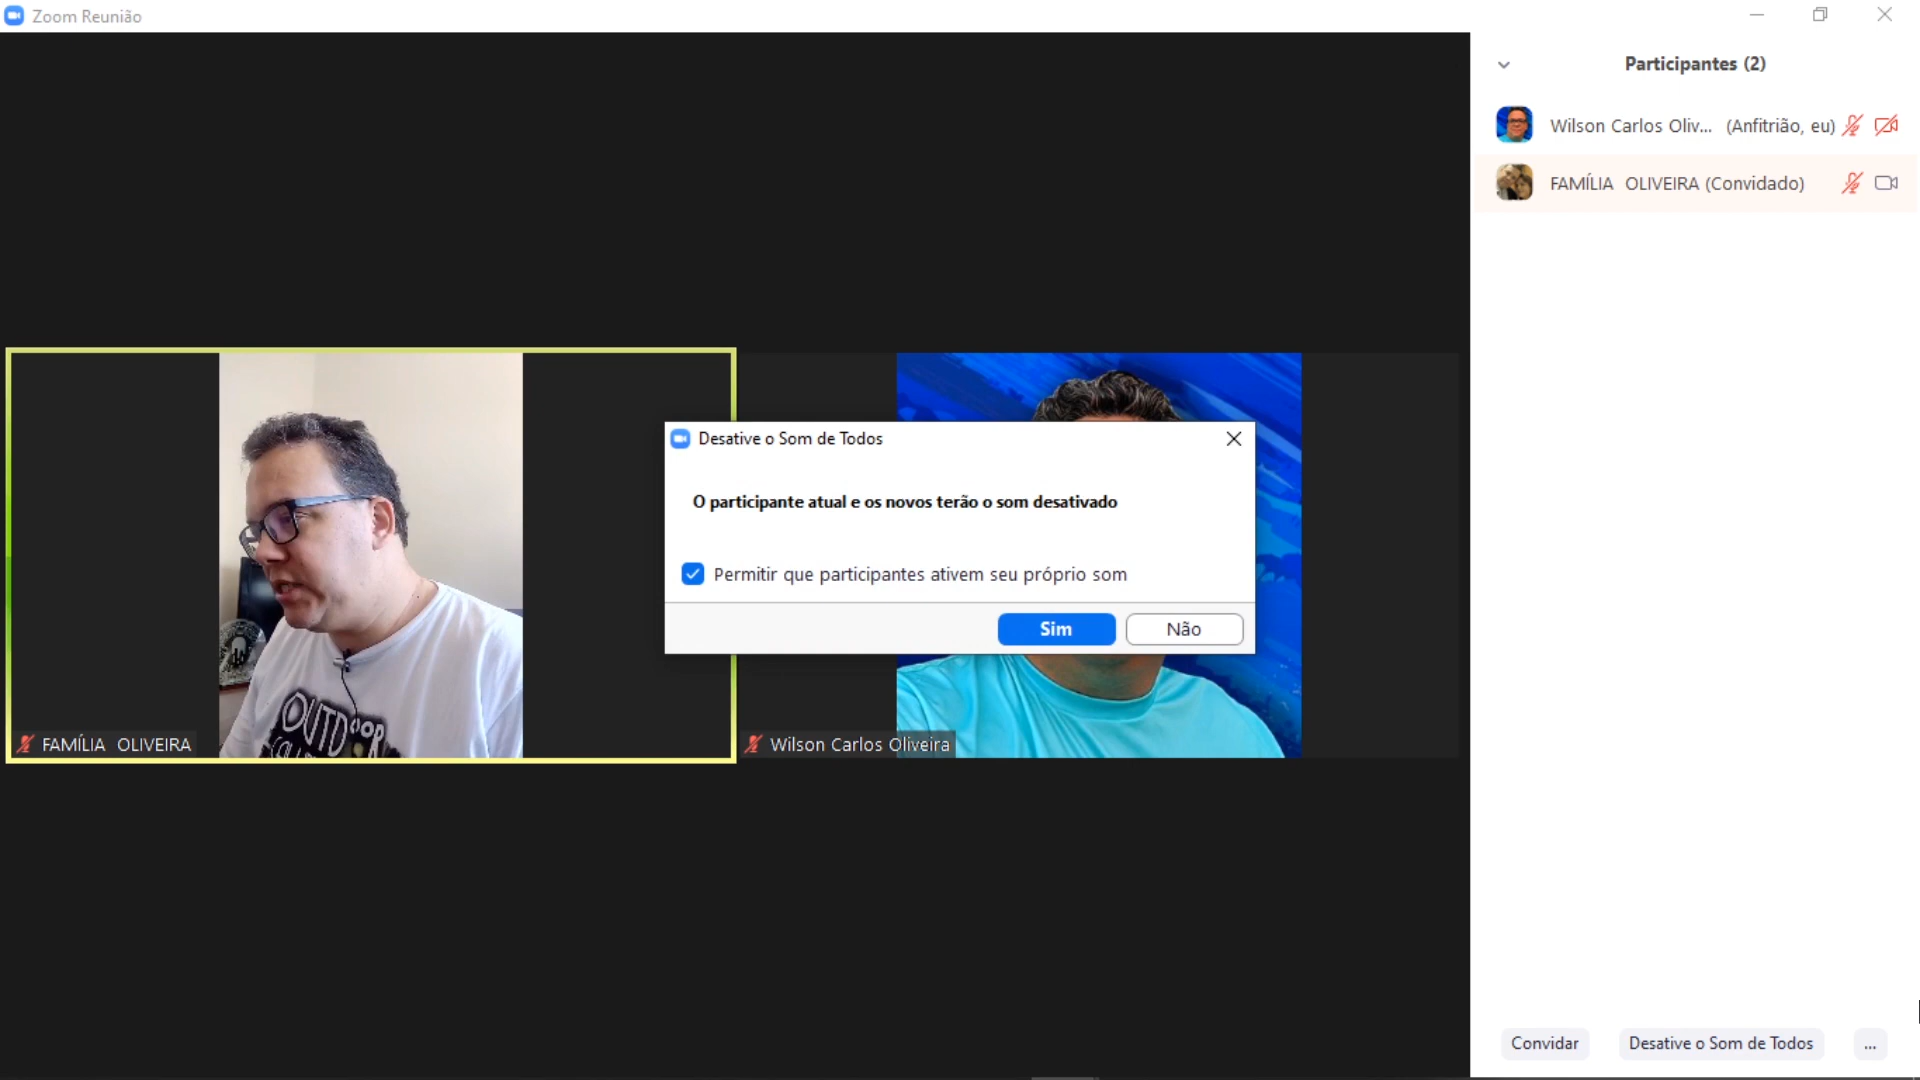 Zoom Reunião
Participantes (2)
Wilson Carlos Oliv... (Anfitrião, eu)
FAMÍLIA OLIVEIRA (Convidado)
Desative o Som de Todos
O participante atual e os novos terão o som desativado
Permitir que participantes ativem seu próprio som
Sim
Não
OUTDOOR
FAMÍLIA OLIVEIRA
Wilson Carlos Oliveira
Convidar
Desative o Som de Todos
...